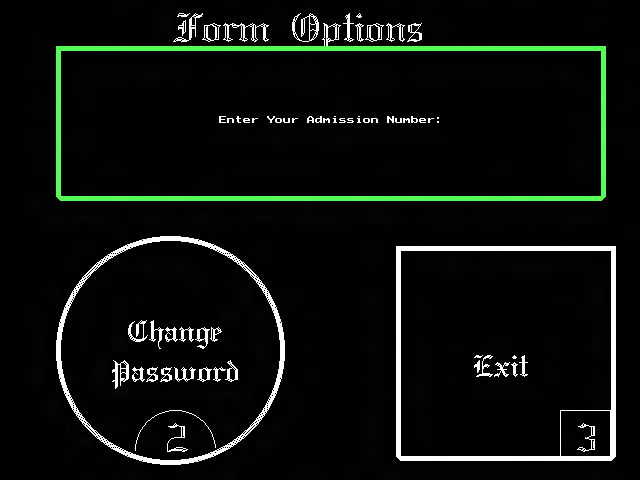 Form Options
Enter Your Admission Number:
Change
Password
2
Exit
3